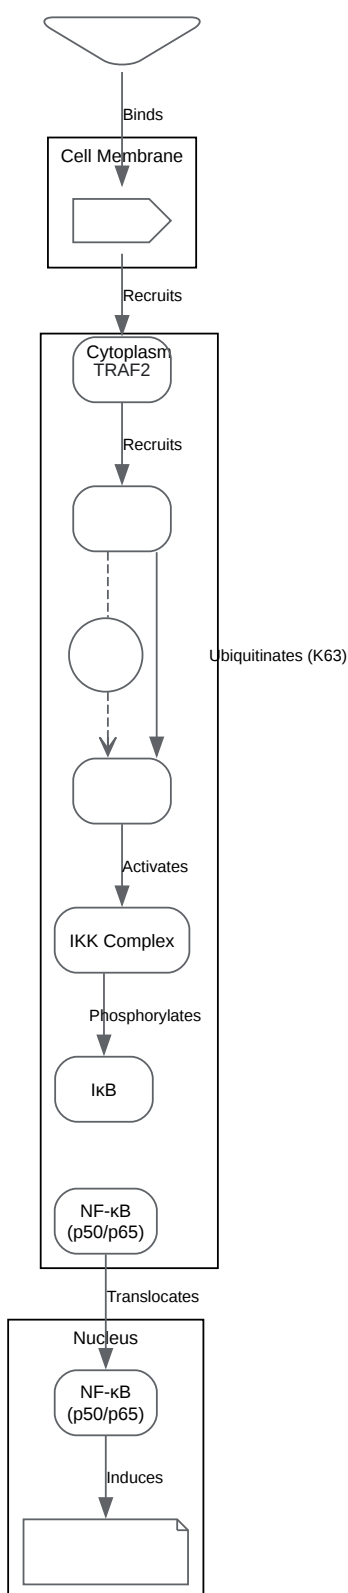 Binds
Cell Membrane
Recruits
Cytoplasm
TRAF2
Recruits
Ubiquitinates (K63)
Activates
IKK Complex
Phosphorylates
IκB
NF-κB
(p50/p65)
Translocates
Nucleus
NF-κB
(p50/p65)
Induces